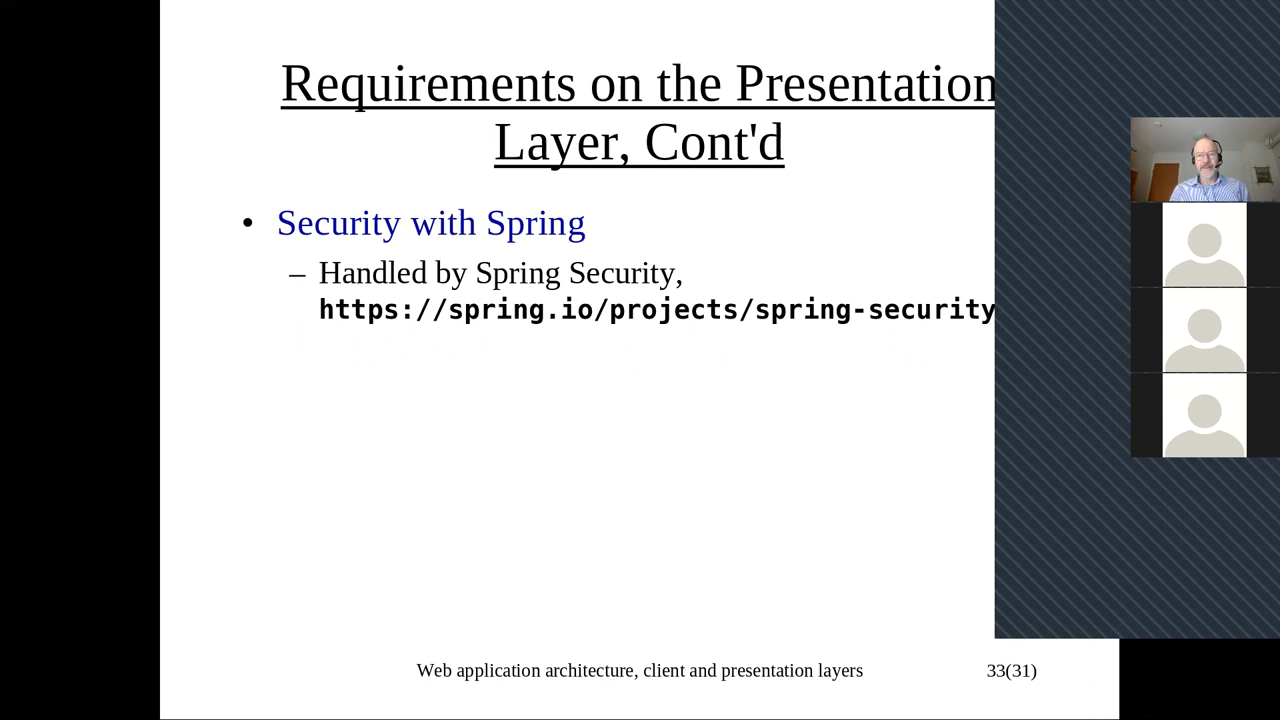 Requirements on the Presentation
Layer, Cont'd
• Security with Spring
– Handled by Spring Security,
https://spring.io/projects/spring-security
Web application architecture, client and presentation layers
33(31)